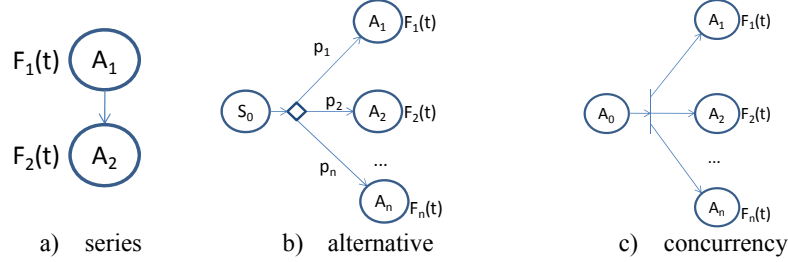 F1(t) A1
F2(t) A2
a) series
S0
p1
p2
pn
A1 F1(t)
A2 F2(t)
...
An Fn(t)
b) alternative
A0
A1 F1(t)
A2 F2(t)
...
An Fn(t)
c) concurrency